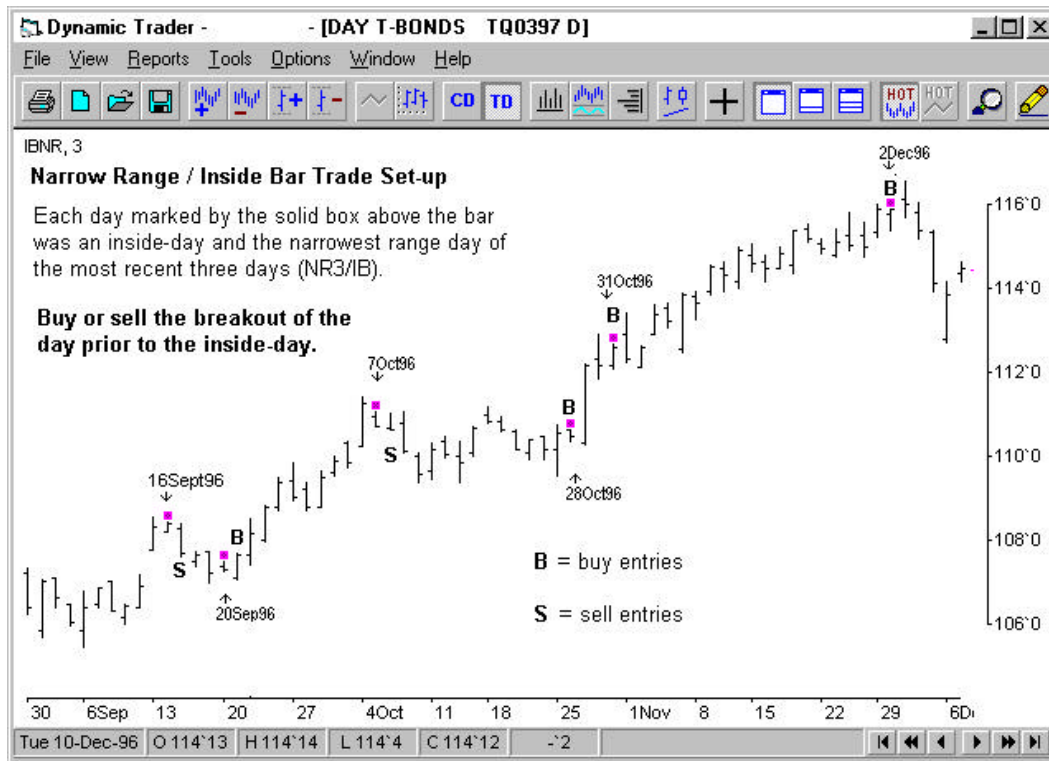 Dynamic Trader - - [DAY T-BONDS TQ0397 D]
File View Reports Tools Options Window Help
CD TD HOT HOT
IBNR, 3
Narrow Range / Inside Bar Trade Set-up
Each day marked by the solid box above the bar
was an inside-day and the narrowest range day of
the most recent three days (NR3/IB).
Buy or sell the breakout of the
day prior to the inside-day.
2Dec96
B
116`0
31Oct96
B
114`0
7Oct96
112`0
B
S
110`0
16Sept96
28Oct96
B
S
108`0
B = buy entries
20Sep96
S = sell entries
106`0
30 6Sep 13 20 27 4Oct 11 18 25 1Nov 8 15 22 29 6D
Tue 10-Dec-96 O 114`13 H 114`14 L 114`4 C 114`12 -`2